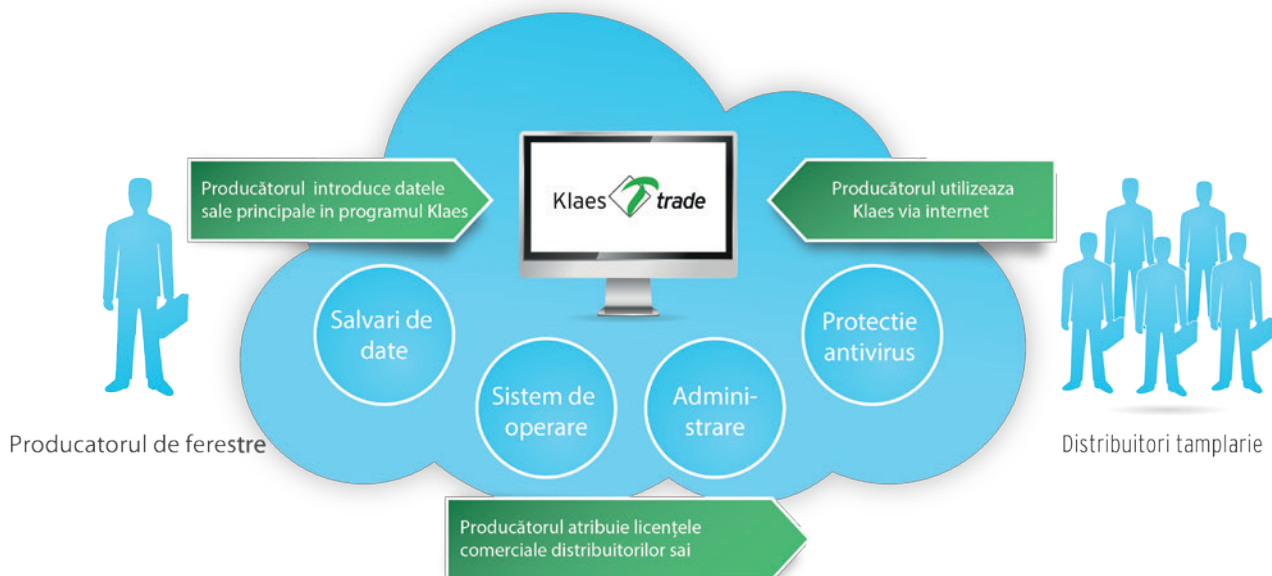 Producătorul introduce datele
sale principale in programul Klaes
Klaes trade
Producătorul utilizeaza
Klaes via internet
Salvari de
date
Sistem de
operare
Admini-
strare
Protectie
antivirus
Producatorul de ferestre
Distribuitori tamplarie
Producătorul atribuie licențele
comerciale distribuitorilor sai